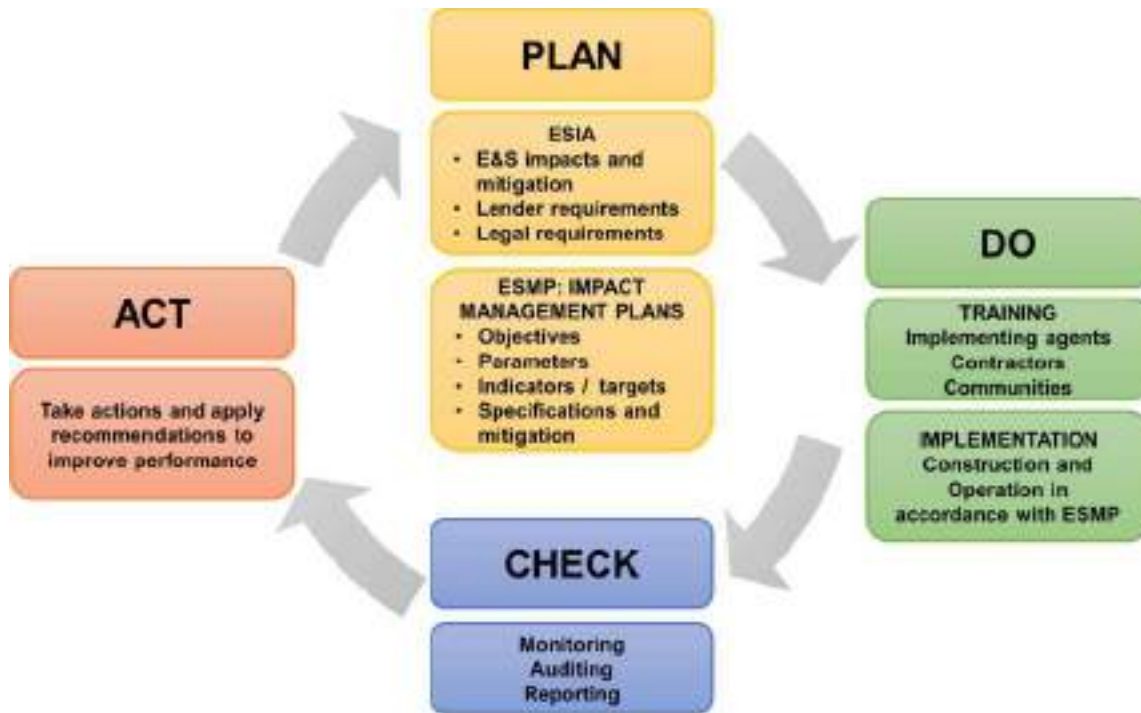 PLAN
ESIA
• E&S impacts and
mitigation
• Lender requirements
• Legal requirements
ESMP: IMPACT
MANAGEMENT PLANS
• Objectives
• Parameters
• Indicators / targets
• Specifications and
mitigation
DO
TRAINING
Implementing agents
Contractors
Communities
IMPLEMENTATION
Construction and
Operation in
accordance with ESMP
CHECK
Monitoring
Auditing
Reporting
ACT
Take actions and apply
recommendations to
improve performance